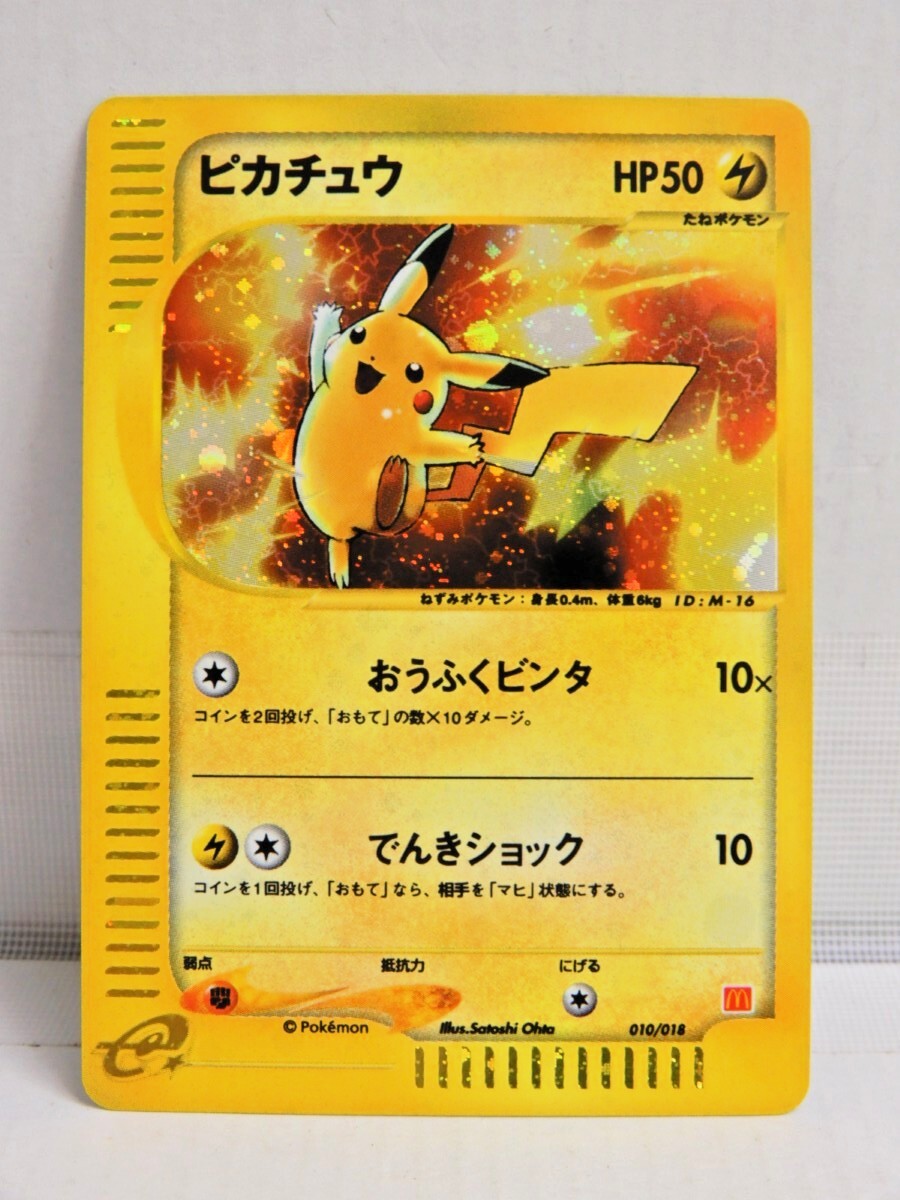 ピカチュウ HP50
たねポケモン
ねずみポケモン：身長0.4m、体重6kg ID:M-16
おうふくビンタ 10×
コインを2回投げ、「おもて」の数×10ダメージ。
でんきショック 10
コインを1回投げ、「おもて」なら、相手を「マヒ」状態にする。
弱点 抵抗力 にげる
©Pokémon Illus.Satoshi Ohta 010/018
e